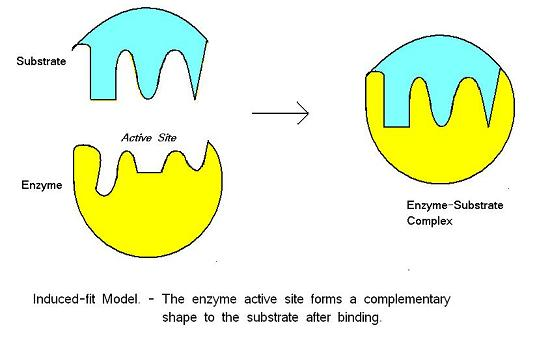 Substrate
Active Site
Enzyme
Enzyme-Substrate
Complex
Induced-fit Model. - The enzyme active site forms a complementary
shape to the substrate after binding.